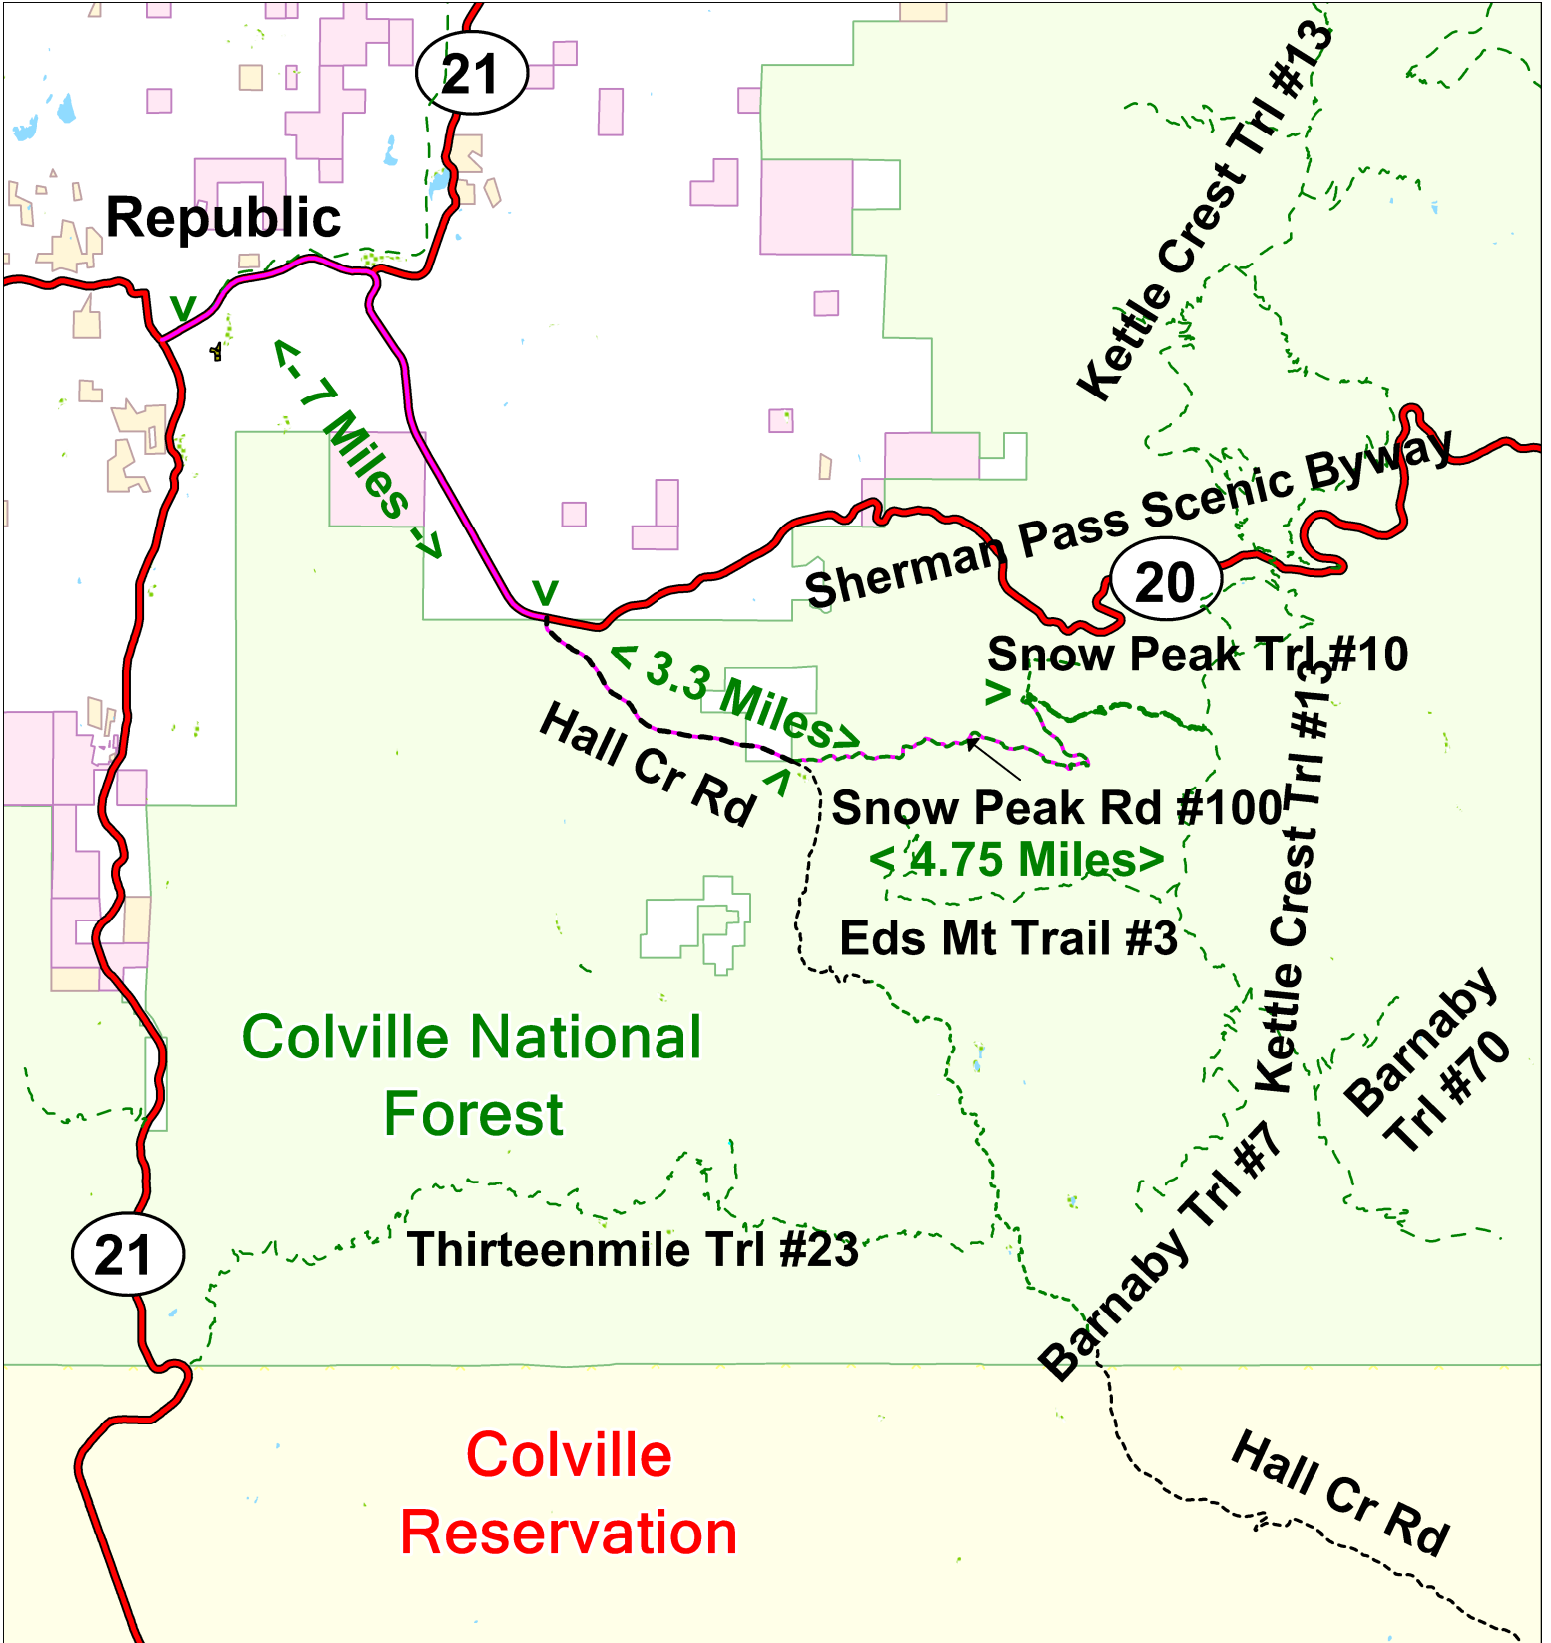 21
Kettle Crest Trl #13
Republic
v
<- 7 Miles ->
Sherman Pass Scenic Byway
20
v
< 3.3 Miles>
Snow Peak Trl #10
>
Hall Cr Rd
^
Snow Peak Rd #100
< 4.75 Miles>
Kettle Crest Trl #13
Eds Mt Trail #3
Barnaby
Trl #70
Colville National
Forest
Barnaby Trl #7
Thirteenmile Trl #23
21
Colville
Reservation
Hall Cr Rd